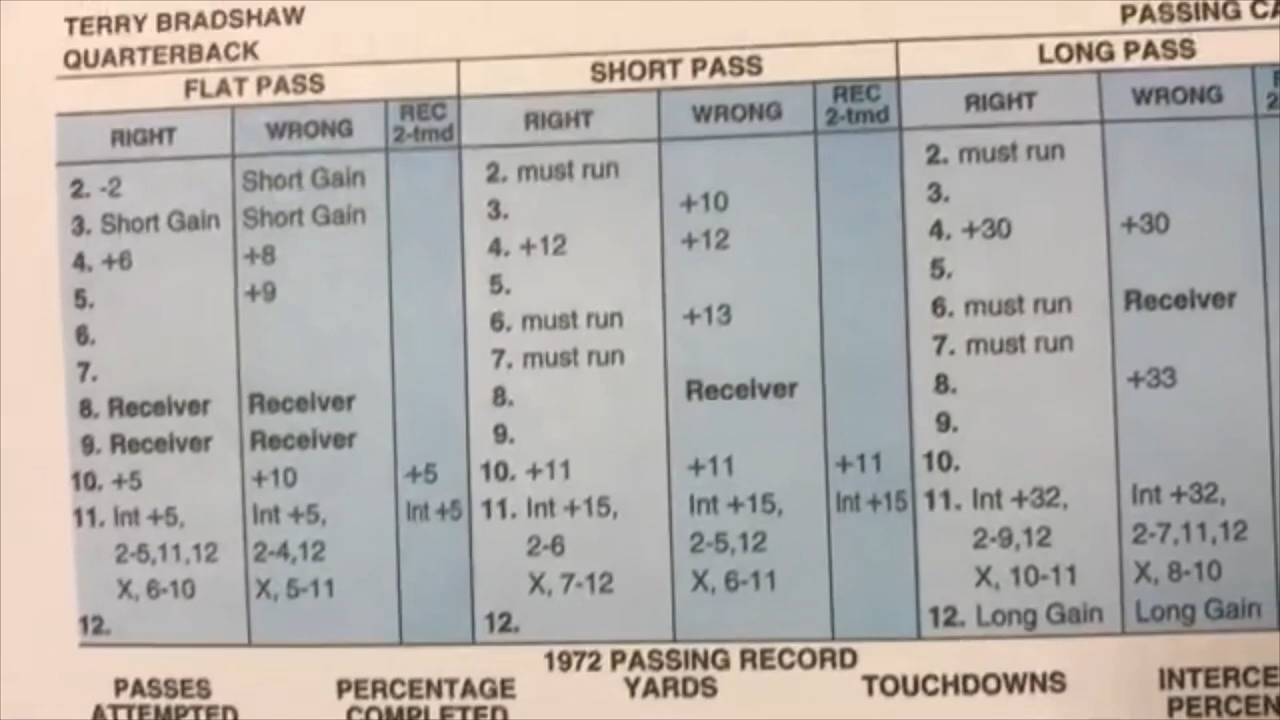 TERRY BRADSHAW
QUARTERBACK
PASSING
FLAT PASS SHORT PASS LONG PASS
RIGHT WRONG REC 2-tmd RIGHT WRONG REC 2-tmd RIGHT WRONG
2. -2 Short Gain 2. must run 2. must run
3. Short Gain Short Gain 3. +10 3.
4. +6 +8 4. +12 +12 4. +30 +30
5. +9 5. 5.
6. 6. must run +13 6. must run Receiver
7. 7. must run 7. must run
8. Receiver Receiver 8. Receiver 8. +33
9. Receiver Receiver 9. 9.
10. +5 +10 +5 10. +11 +11 +11 10.
11. Int +5, Int +5, Int +5 11. Int +15, Int +15, Int +15 11. Int +32, Int +32,
2-5,11,12 2-4,12 2-6 2-5,12 2-9,12 2-7,11,12
X, 6-10 X, 5-11 X, 7-12 X, 6-11 X, 10-11 X, 8-10
12. 12. 12. Long Gain Long Gain
1972 PASSING RECORD
PASSES PERCENTAGE YARDS TOUCHDOWNS INTERCE
ATTEMPTED COMPLETED PERCEN